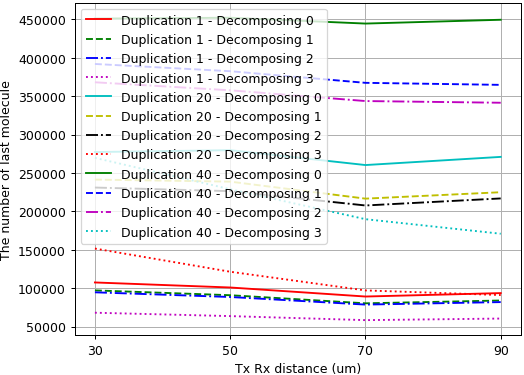 450000
400000
350000
300000
250000
200000
150000
100000
50000
The number of last molecule
Duplication 1 - Decomposing 0
Duplication 1 - Decomposing 1
Duplication 1 - Decomposing 2
Duplication 1 - Decomposing 3
Duplication 20 - Decomposing 0
Duplication 20 - Decomposing 1
Duplication 20 - Decomposing 2
Duplication 20 - Decomposing 3
Duplication 40 - Decomposing 0
Duplication 40 - Decomposing 1
Duplication 40 - Decomposing 2
Duplication 40 - Decomposing 3
30 50 70 90
Tx Rx distance (um)